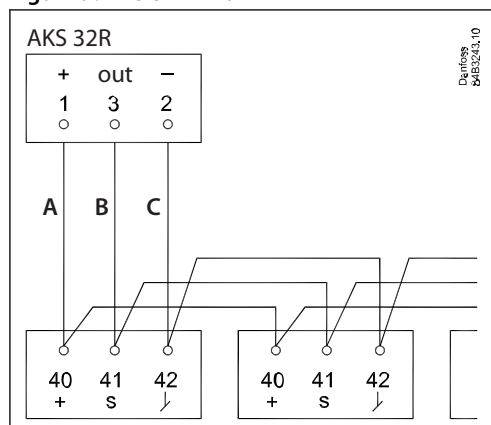 AKS 32R
+ out −
1 3 2
Danfoss
84B3243.10
A B C
40 41 42 40 41 42
+ S + S